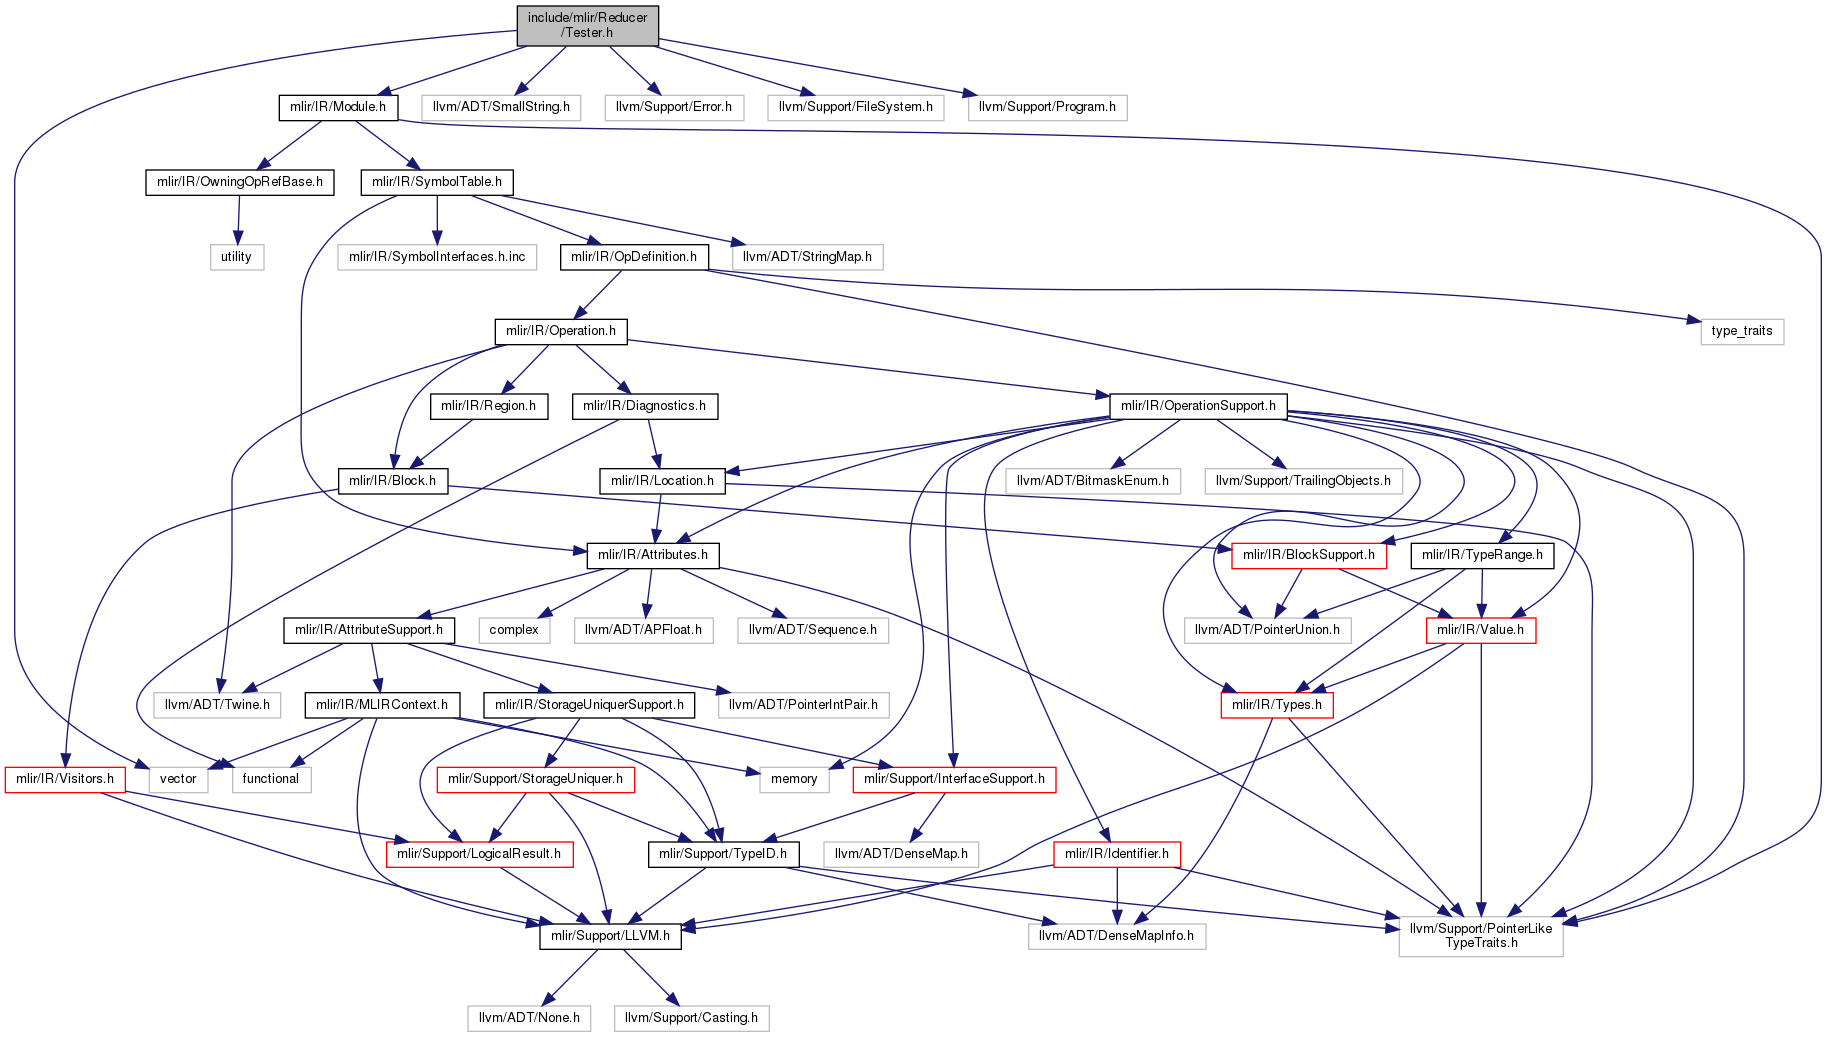 include/mlir/Reducer
/Tester.h
mlir/IR/Module.h
llvm/ADT/SmallString.h
llvm/Support/Error.h
llvm/Support/FileSystem.h
llvm/Support/Program.h
mlir/IR/OwningOpRefBase.h
mlir/IR/SymbolTable.h
utility
mlir/IR/SymbolInterfaces.h.inc
mlir/IR/OpDefinition.h
llvm/ADT/StringMap.h
mlir/IR/Operation.h
type_traits
mlir/IR/Region.h
mlir/IR/Diagnostics.h
mlir/IR/OperationSupport.h
mlir/IR/Block.h
mlir/IR/Location.h
llvm/ADT/BitmaskEnum.h
llvm/Support/TrailingObjects.h
mlir/IR/Attributes.h
mlir/IR/BlockSupport.h
mlir/IR/TypeRange.h
mlir/IR/AttributeSupport.h
complex
llvm/ADT/APFloat.h
llvm/ADT/Sequence.h
llvm/ADT/PointerUnion.h
mlir/IR/Value.h
llvm/ADT/Twine.h
mlir/IR/MLIRContext.h
mlir/IR/StorageUniquerSupport.h
llvm/ADT/PointerIntPair.h
mlir/IR/Types.h
mlir/IR/Visitors.h
vector
functional
mlir/Support/StorageUniquer.h
memory
mlir/Support/InterfaceSupport.h
mlir/Support/LogicalResult.h
mlir/Support/TypeID.h
llvm/ADT/DenseMap.h
mlir/IR/Identifier.h
mlir/Support/LLVM.h
llvm/ADT/DenseMapInfo.h
llvm/Support/PointerLike
TypeTraits.h
llvm/ADT/None.h
llvm/Support/Casting.h